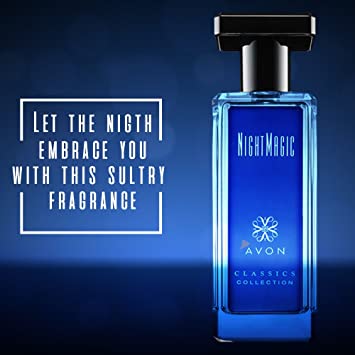 LET THE NIGTH
EMBRACE YOU
WITH THIS SULTRY
FRAGRANCE
NIGHTMAGIC
AVON
CLASSICS
COLLECTION